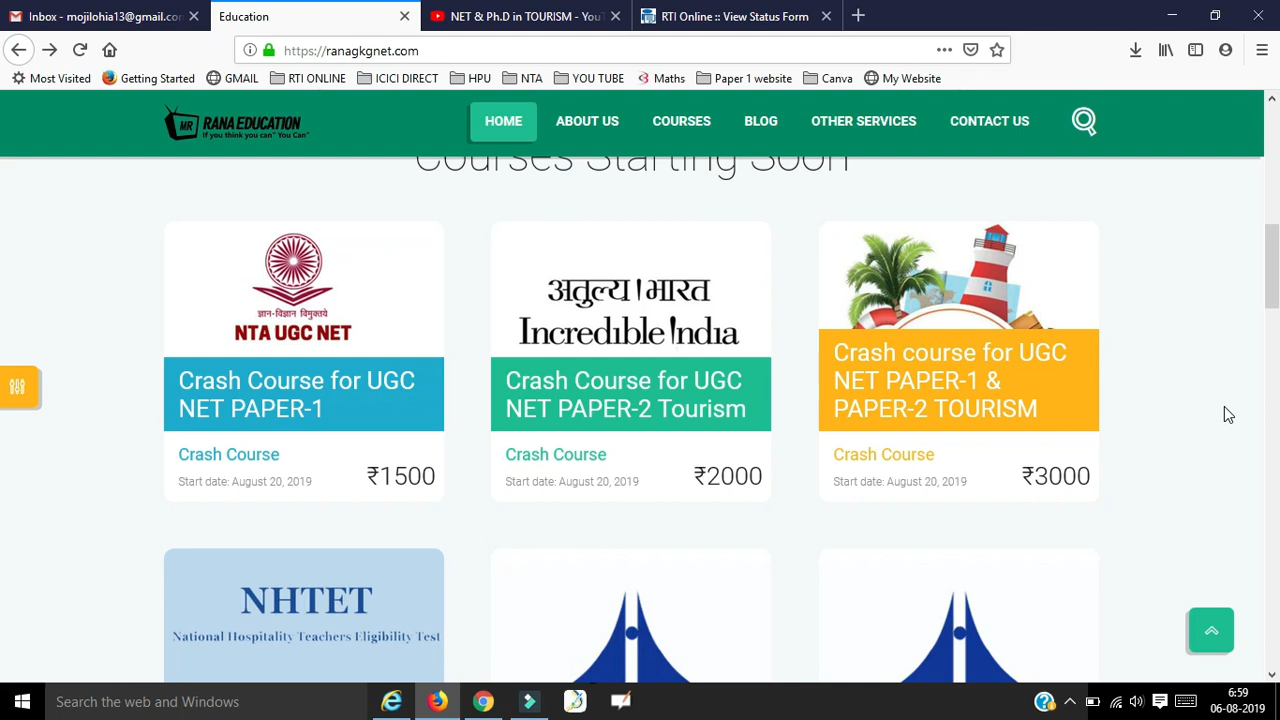 Inbox - mojilohia13@gmail.con
Education
NET & Ph.D in TOURISM - YouT
RTI Online :: View Status Form
https://ranagkgnet.com
Most Visited
Getting Started
GMAIL
RTI ONLINE
ICICI DIRECT
HPU
NTA
YOU TUBE
Maths
Paper 1 website
Canva
My Website
MR RANA EDUCATION
If you think you can" You Can"
HOME
ABOUT US
COURSES
BLOG
OTHER SERVICES
CONTACT US
Courses Starting Soon
ज्ञान-विज्ञान विमुक्तये
NTA UGC NET
Crash Course for UGC
NET PAPER-1
Crash Course
Start date: August 20, 2019
₹1500
अतुल्य ! भारत
Incredible !ndia
Crash Course for UGC
NET PAPER-2 Tourism
Crash Course
Start date: August 20, 2019
₹2000
Crash course for UGC
NET PAPER-1 &
PAPER-2 TOURISM
Crash Course
Start date: August 20, 2019
₹3000
NHTET
National Hospitality Teachers Eligibility Test
Search the web and Windows
6:59
06-08-2019